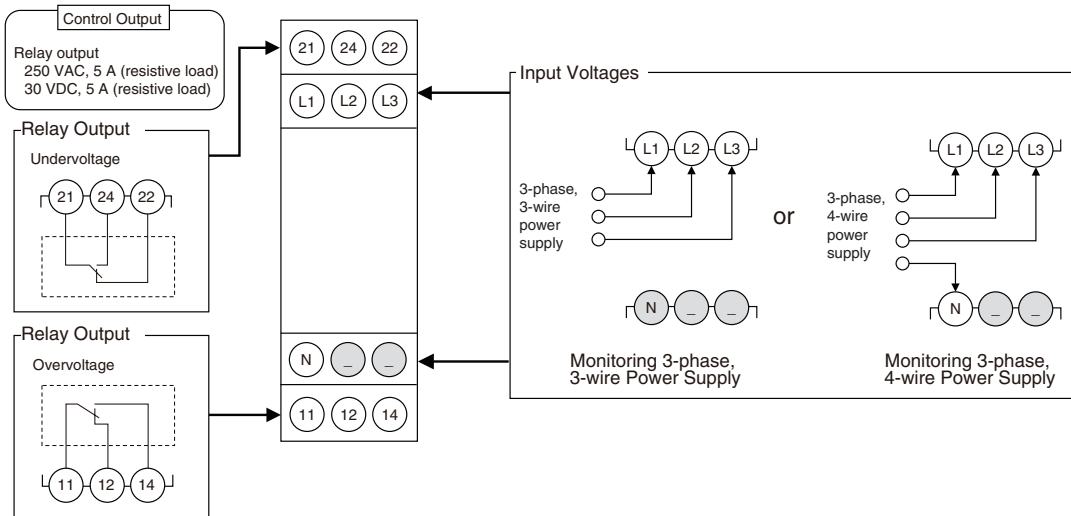 Control Output
Relay output
250 VAC, 5 A (resistive load)
30 VDC, 5 A (resistive load)
Relay Output
Undervoltage
21 24 22
Relay Output
Overvoltage
11 12 14
21 24 22
L1 L2 L3
N _ _
11 12 14
Input Voltages
L1 L2 L3
3-phase,
3-wire
power
supply
N _ _
Monitoring 3-phase,
3-wire Power Supply
or
L1 L2 L3
3-phase,
4-wire
power
supply
N _ _
Monitoring 3-phase,
4-wire Power Supply